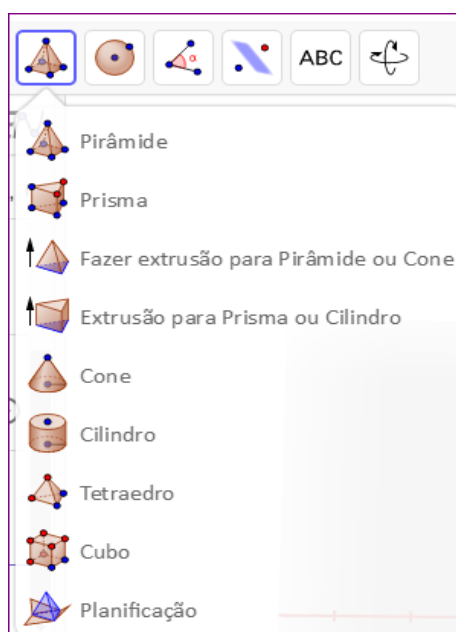 ABC
Pirâmide
Prisma
Fazer extrusão para Pirâmide ou Cone
Extrusão para Prisma ou Cilindro
Cone
Cilindro
Tetraedro
Cubo
Planificação